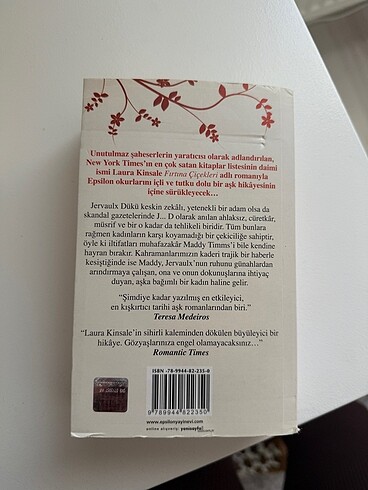 Unutulmaz şaheserlerin yaratıcısı olarak adlandırılan,
New York Times'ın en çok satan kitaplar listesinin daimi
ismi Laura Kinsale Fırtına Çiçekleri adlı romanıyla
Epsilon okurlarını içli ve tutku dolu bir aşk hikâyesinin
içine sürükleyecek…
Jervaulx Dükü keskin zekâlı, yetenekli bir adam olsa da
skandal gazetelerinde J... D olarak anılan ahlaksız, cüretkâr,
müsrif ve bir o kadar da tehlikeli biridir. Tüm bunlara
rağmen kadınların karşı koyamadığı bir çekiciliğe sahiptir,
öyle ki iltifatları muhafazakâr Maddy Timms'i bile kendine
hayran bırakır. Kahramanlarımızın kaderi trajik bir haberle
kesiştiğinde ise Maddy, Jervaulx'nun ruhunu günahlardan
arındırmaya çalışan, ona ve onun dokunuşlarına ihtiyaç
duyan, aşka bağımlı bir kadın haline gelir.
“Şimdiye kadar yazılmış en etkileyici,
en kışkırtıcı tarihi aşk romanlarından biri.”
Teresa Medeiros
“Laura Kinsale'in sihirli kaleminden dökülen büyüleyici bir
hikâye. Gözyaşlarınıza engel olamayacaksınız…”
Romantic Times
ISBN -78-9944-82-235-0
9 789944 822350
www.epsilonyayinevi.com
online alışveriş: